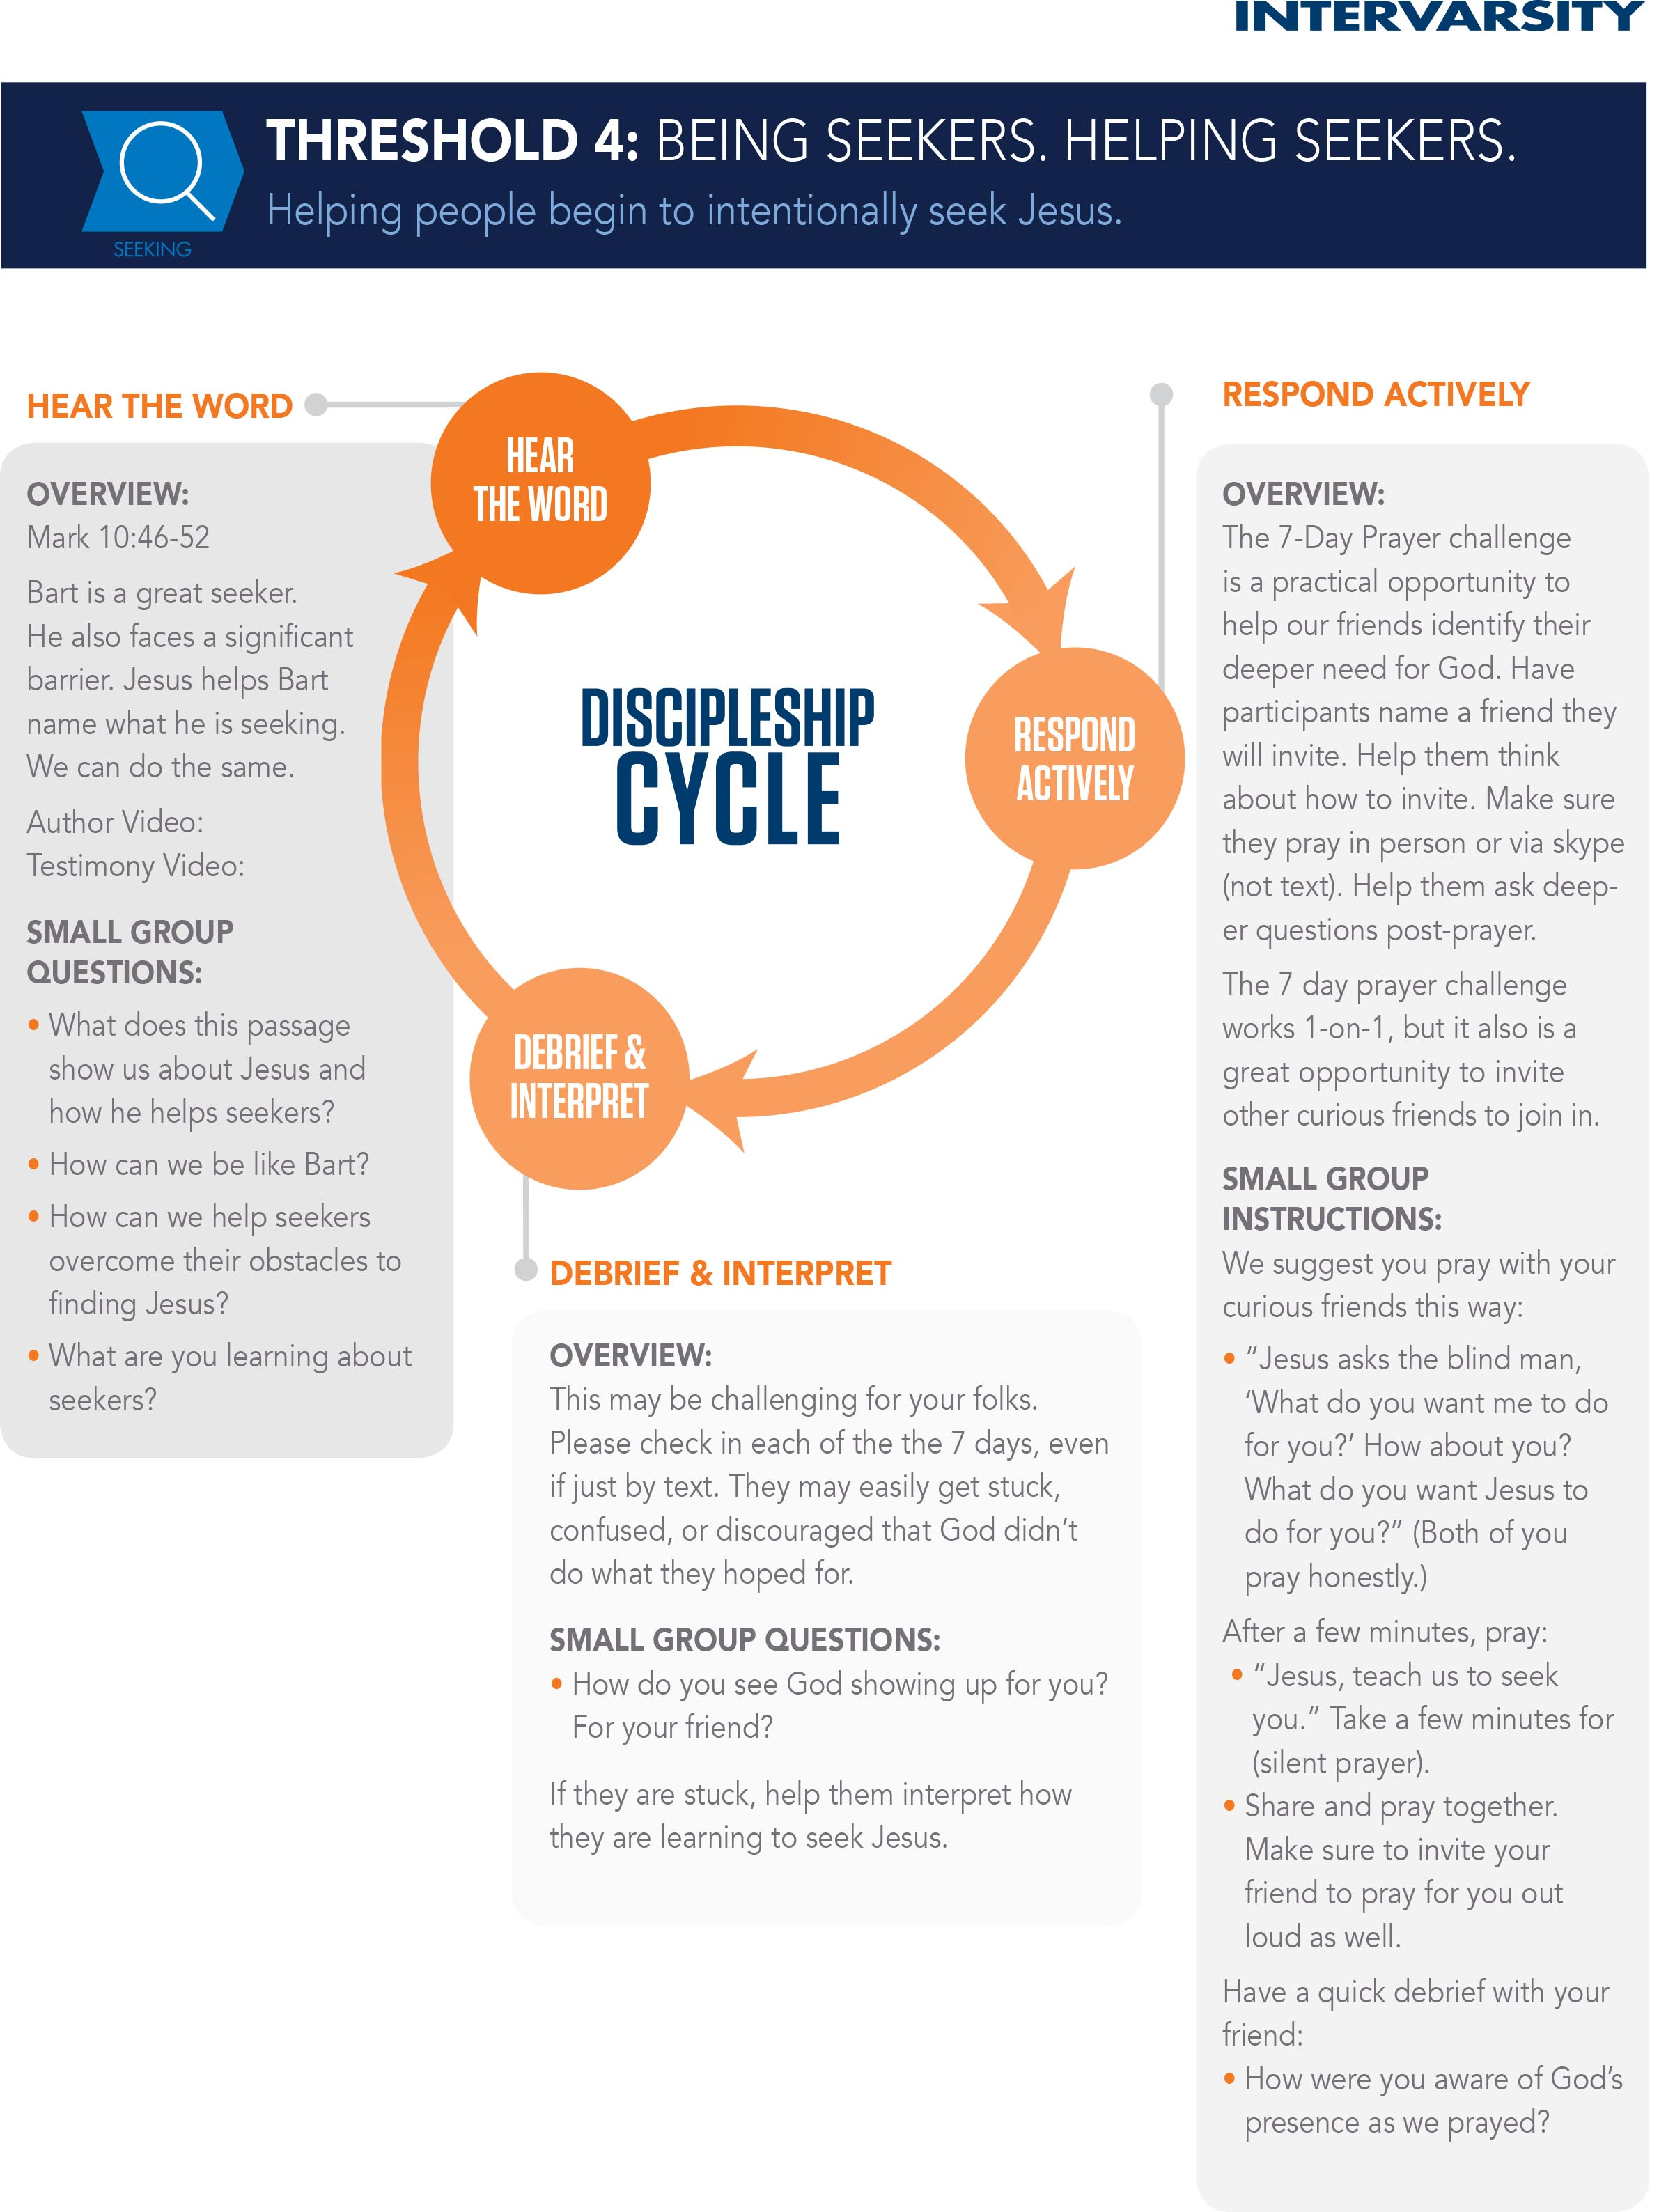 INTERVARSITY
THRESHOLD 4: BEING SEEKERS. HELPING SEEKERS.
Helping people begin to intentionally seek Jesus.
SEEKING
HEAR THE WORD
OVERVIEW:
Mark 10:46-52
Bart is a great seeker.
He also faces a significant
barrier. Jesus helps Bart
name what he is seeking.
We can do the same.
Author Video:
Testimony Video:
SMALL GROUP
QUESTIONS:
• What does this passage
show us about Jesus and
how he helps seekers?
• How can we be like Bart?
• How can we help seekers
overcome their obstacles to
finding Jesus?
• What are you learning about
seekers?
HEAR
THE WORD
DISCIPLESHIP
CYCLE
RESPOND
ACTIVELY
DEBRIEF &
INTERPRET
DEBRIEF & INTERPRET
OVERVIEW:
This may be challenging for your folks.
Please check in each of the the 7 days, even
if just by text. They may easily get stuck,
confused, or discouraged that God didn’t
do what they hoped for.
SMALL GROUP QUESTIONS:
• How do you see God showing up for you?
For your friend?
If they are stuck, help them interpret how
they are learning to seek Jesus.
RESPOND ACTIVELY
OVERVIEW:
The 7-Day Prayer challenge
is a practical opportunity to
help our friends identify their
deeper need for God. Have
participants name a friend they
will invite. Help them think
about how to invite. Make sure
they pray in person or via skype
(not text). Help them ask deep-
er questions post-prayer.
The 7 day prayer challenge
works 1-on-1, but it also is a
great opportunity to invite
other curious friends to join in.
SMALL GROUP
INSTRUCTIONS:
We suggest you pray with your
curious friends this way:
• “Jesus asks the blind man,
‘What do you want me to do
for you?’ How about you?
What do you want Jesus to
do for you?” (Both of you
pray honestly.)
After a few minutes, pray:
• “Jesus, teach us to seek
you.” Take a few minutes for
(silent prayer).
• Share and pray together.
Make sure to invite your
friend to pray for you out
loud as well.
Have a quick debrief with your
friend:
• How were you aware of God’s
presence as we prayed?